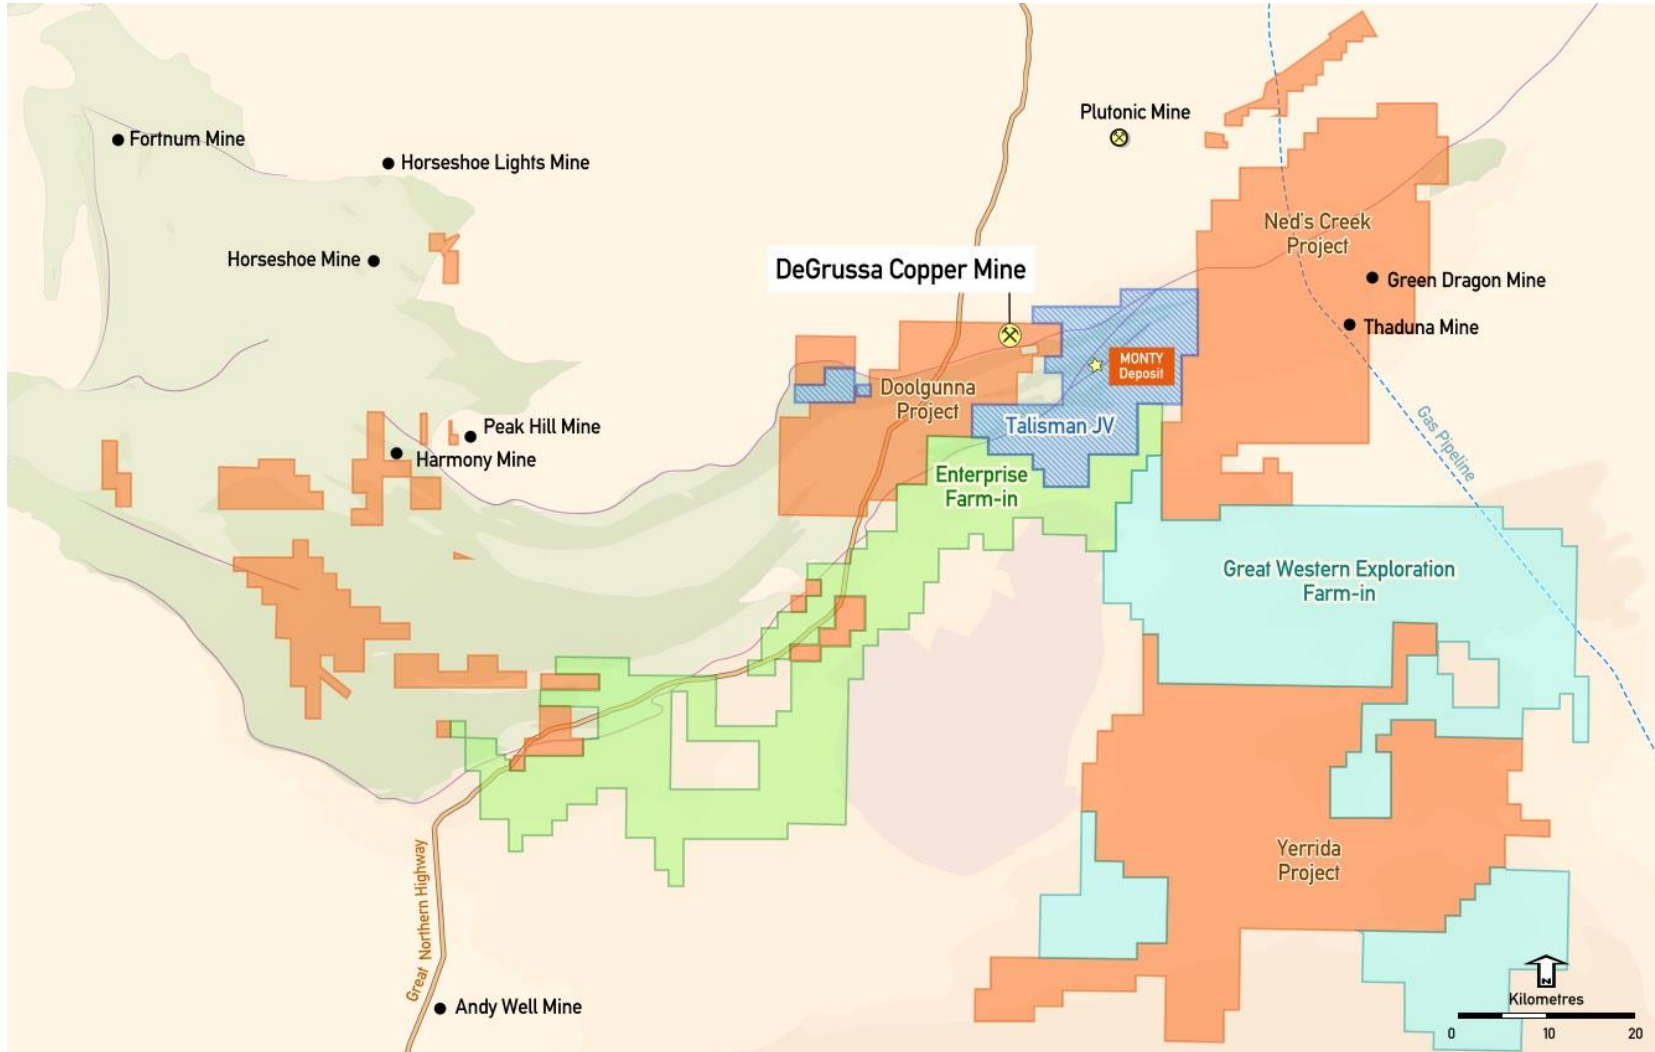 Plutonic Mine
Fortnum Mine
Horseshoe Lights Mine
Ned's Creek
Project
Horseshoe Mine
DeGrussa Copper Mine
Green Dragon Mine
Thaduna Mine
MONTY
Deposit
Doolgunna
Project
Talisman JV
Peak Hill Mine
Harmony Mine
Gas Pipeline
Enterprise
Farm-in
Great Western Exploration
Farm-in
Yerrida
Project
Great Northern Highway
Andy Well Mine
N
Kilometres
0 10 20